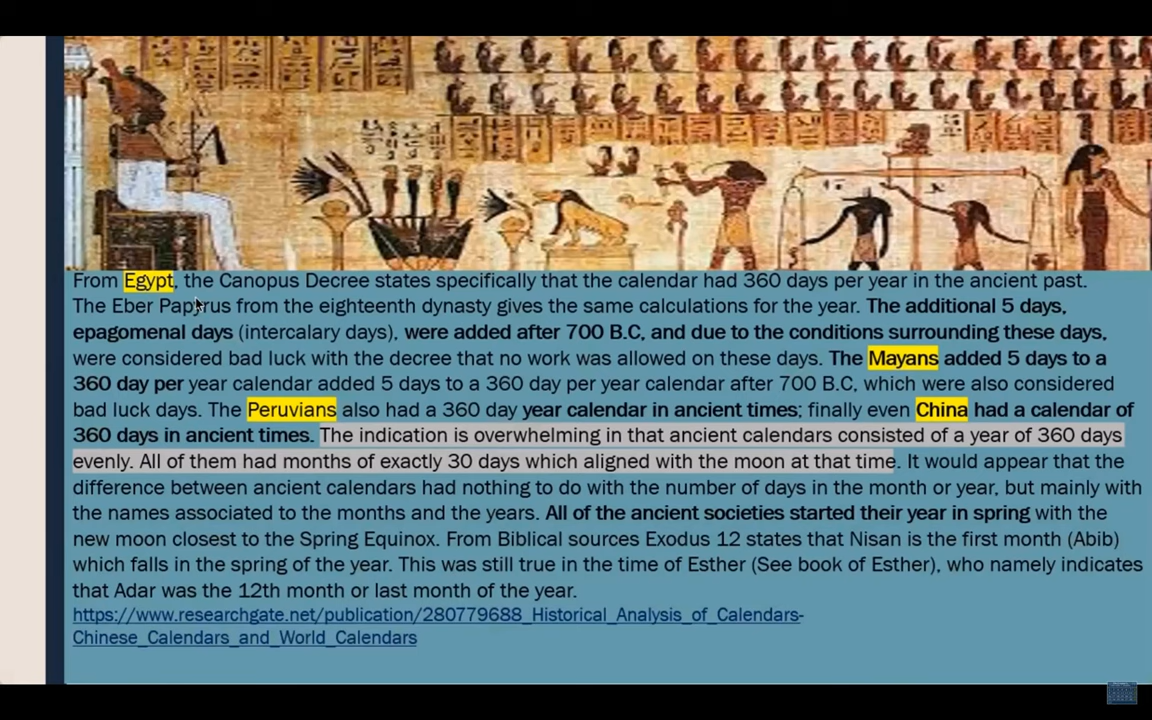 From Egypt, the Canopus Decree states specifically that the calendar had 360 days per year in the ancient past.
The Eber Papyrus from the eighteenth dynasty gives the same calculations for the year. The additional 5 days,
epagomenal days (intercalary days), were added after 700 B.C, and due to the conditions surrounding these days,
were considered bad luck with the decree that no work was allowed on these days. The Mayans added 5 days to a
360 day per year calendar added 5 days to a 360 day per year calendar after 700 B.C, which were also considered
bad luck days. The Peruvians also had a 360 day year calendar in ancient times; finally even China had a calendar of
360 days in ancient times. The indication is overwhelming in that ancient calendars consisted of a year of 360 days
evenly. All of them had months of exactly 30 days which aligned with the moon at that time. It would appear that the
difference between ancient calendars had nothing to do with the number of days in the month or year, but mainly with
the names associated to the months and the years. All of the ancient societies started their year in spring with the
new moon closest to the Spring Equinox. From Biblical sources Exodus 12 states that Nisan is the first month (Abib)
which falls in the spring of the year. This was still true in the time of Esther (See book of Esther), who namely indicates
that Adar was the 12th month or last month of the year.
https://www.researchgate.net/publication/280779688_Historical_Analysis_of_Calendars-
Chinese_Calendars_and_World_Calendars